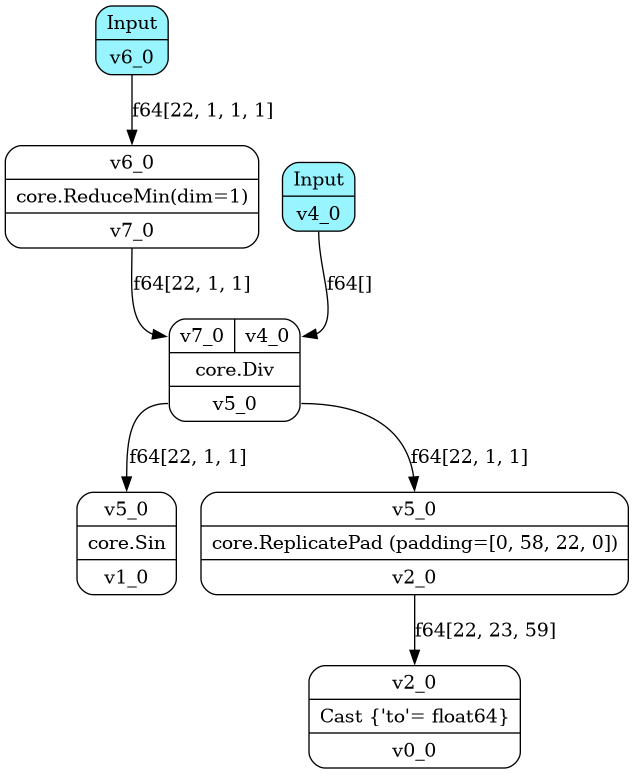 Input
v6_0
f64[22, 1, 1, 1]
v6_0
core.ReduceMin(dim=1)
v7_0
Input
v4_0
f64[22, 1, 1]
f64[]
v7_0 v4_0
core.Div
v5_0
f64[22, 1, 1]
f64[22, 1, 1]
v5_0
core.Sin
v1_0
v5_0
core.ReplicatePad (padding=[0, 58, 22, 0])
v2_0
f64[22, 23, 59]
v2_0
Cast {'to'= float64}
v0_0